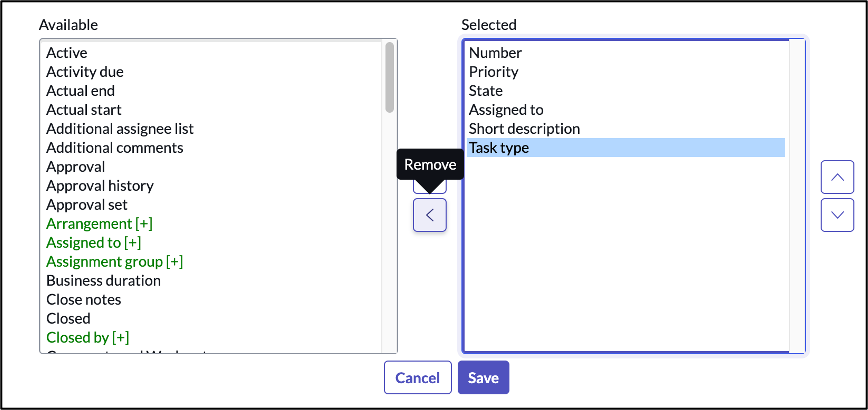 Available
Active
Activity due
Actual end
Actual start
Additional assignee list
Additional comments
Approval
Approval history
Approval set
Arrangement [+]
Assigned to [+]
Assignment group [+]
Business duration
Close notes
Closed
Closed by [+]
Remove
Selected
Number
Priority
State
Assigned to
Short description
Task type
Cancel
Save